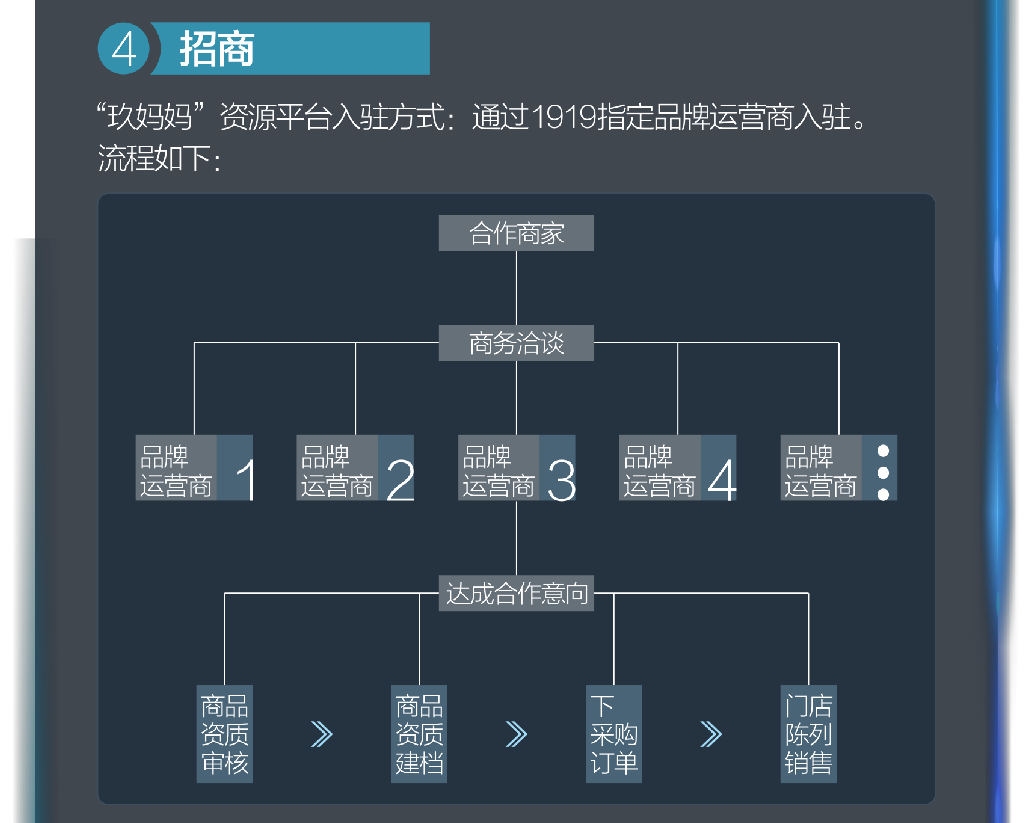 4 招商
“玖妈妈”资源平台入驻方式：通过1919指定品牌运营商入驻。
流程如下：
合作商家
商务洽谈
品牌
运营商 1
品牌
运营商 2
品牌
运营商 3
品牌
运营商 4
品牌
运营商
达成合作意向
商品
资质
审核
商品
资质
建档
下
采购
订单
门店
陈列
销售